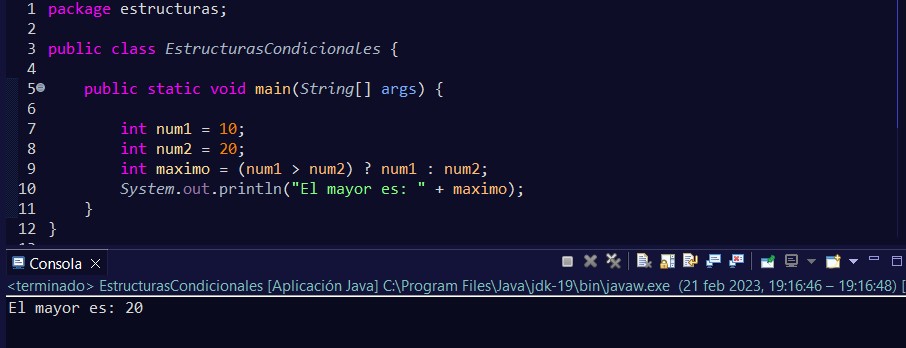 1 package estructuras;
2
3 public class EstructurasCondicionales {
4
5 public static void main(String[] args) {
6
7 int num1 = 10;
8 int num2 = 20;
9 int maximo = (num1 > num2) ? num1 : num2;
10 System.out.println("El mayor es: " + maximo);
11 }
12 }
Consola
<terminado> EstructurasCondicionales [Aplicación Java] C:\Program Files\Java\jdk-19\bin\javaw.exe (21 feb 2023, 19:16:46 – 19:16:48) [
El mayor es: 20